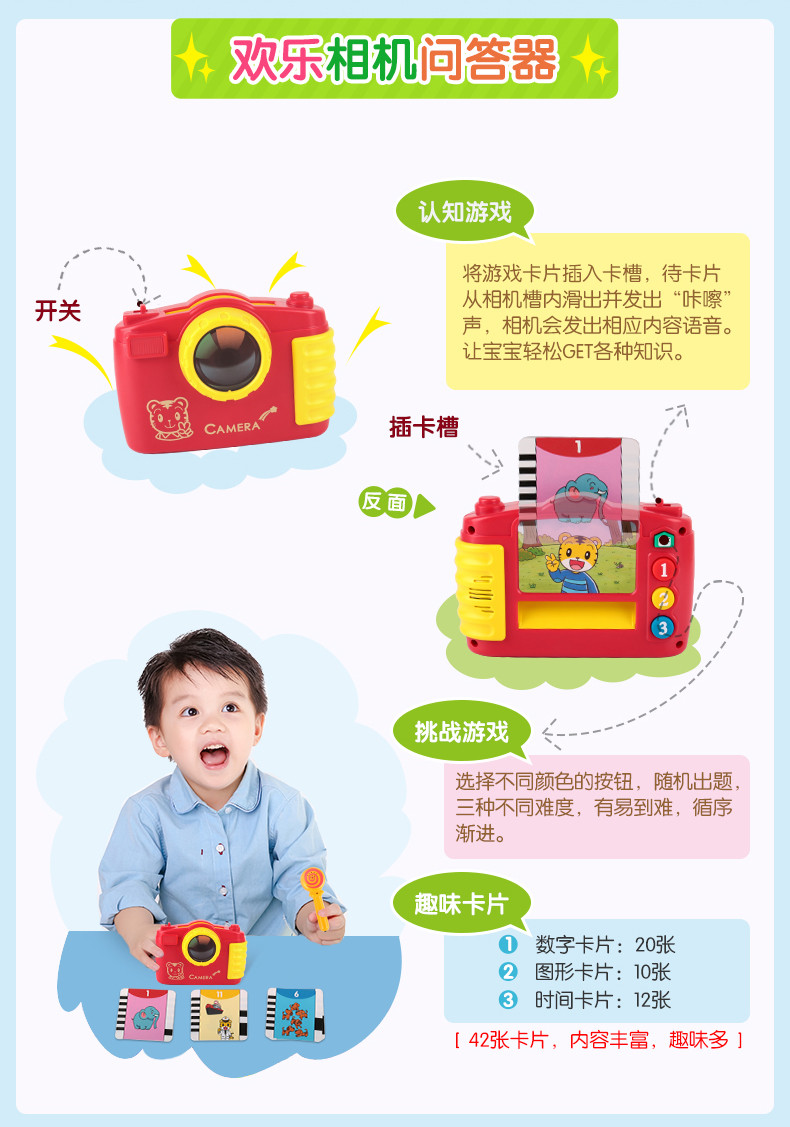 欢乐相机问答器
认知游戏
将游戏卡片插入卡槽，待卡片
从相机槽内滑出并发出“咔嚓”
声，相机会发出相应内容语音。
让宝宝轻松GET各种知识。
开关
CAMERA
插卡槽
反面
1
1
2
3
挑战游戏
选择不同颜色的按钮，随机出题，
三种不同难度，有易到难，循序
渐进。
趣味卡片
1 数字卡片：20张
2 图形卡片：10张
3 时间卡片：12张
[ 42张卡片，内容丰富，趣味多 ]
CAMERA
1
11
6